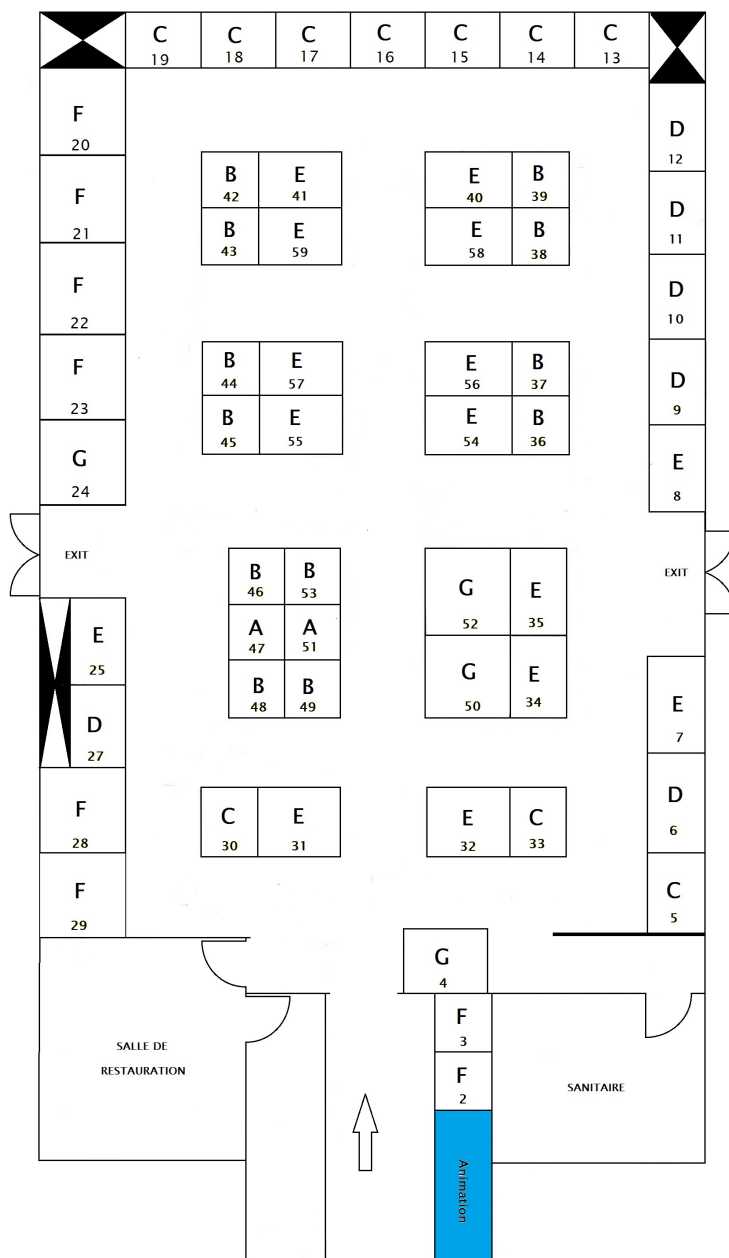 C C C C C C C
19 18 17 16 15 14 13
F
20
D
12
B E E B
42 41 40 39
F
21
D
11
B E E B
43 59 58 38
F
22
D
10
B E E B
44 57 56 37
F
23
D
9
B E E B
45 55 54 36
G
24
E
8
EXIT
EXIT
B B G E
46 53 52 35
E
25
A A
47 51
D
27
B B G E
48 49 50 34
E
7
F
28
C E E C
30 31 32 33
D
6
F
29
C
5
G
4
F
3
SALLE DE
RESTAURATION
F
2
SANITAIRE
Animation